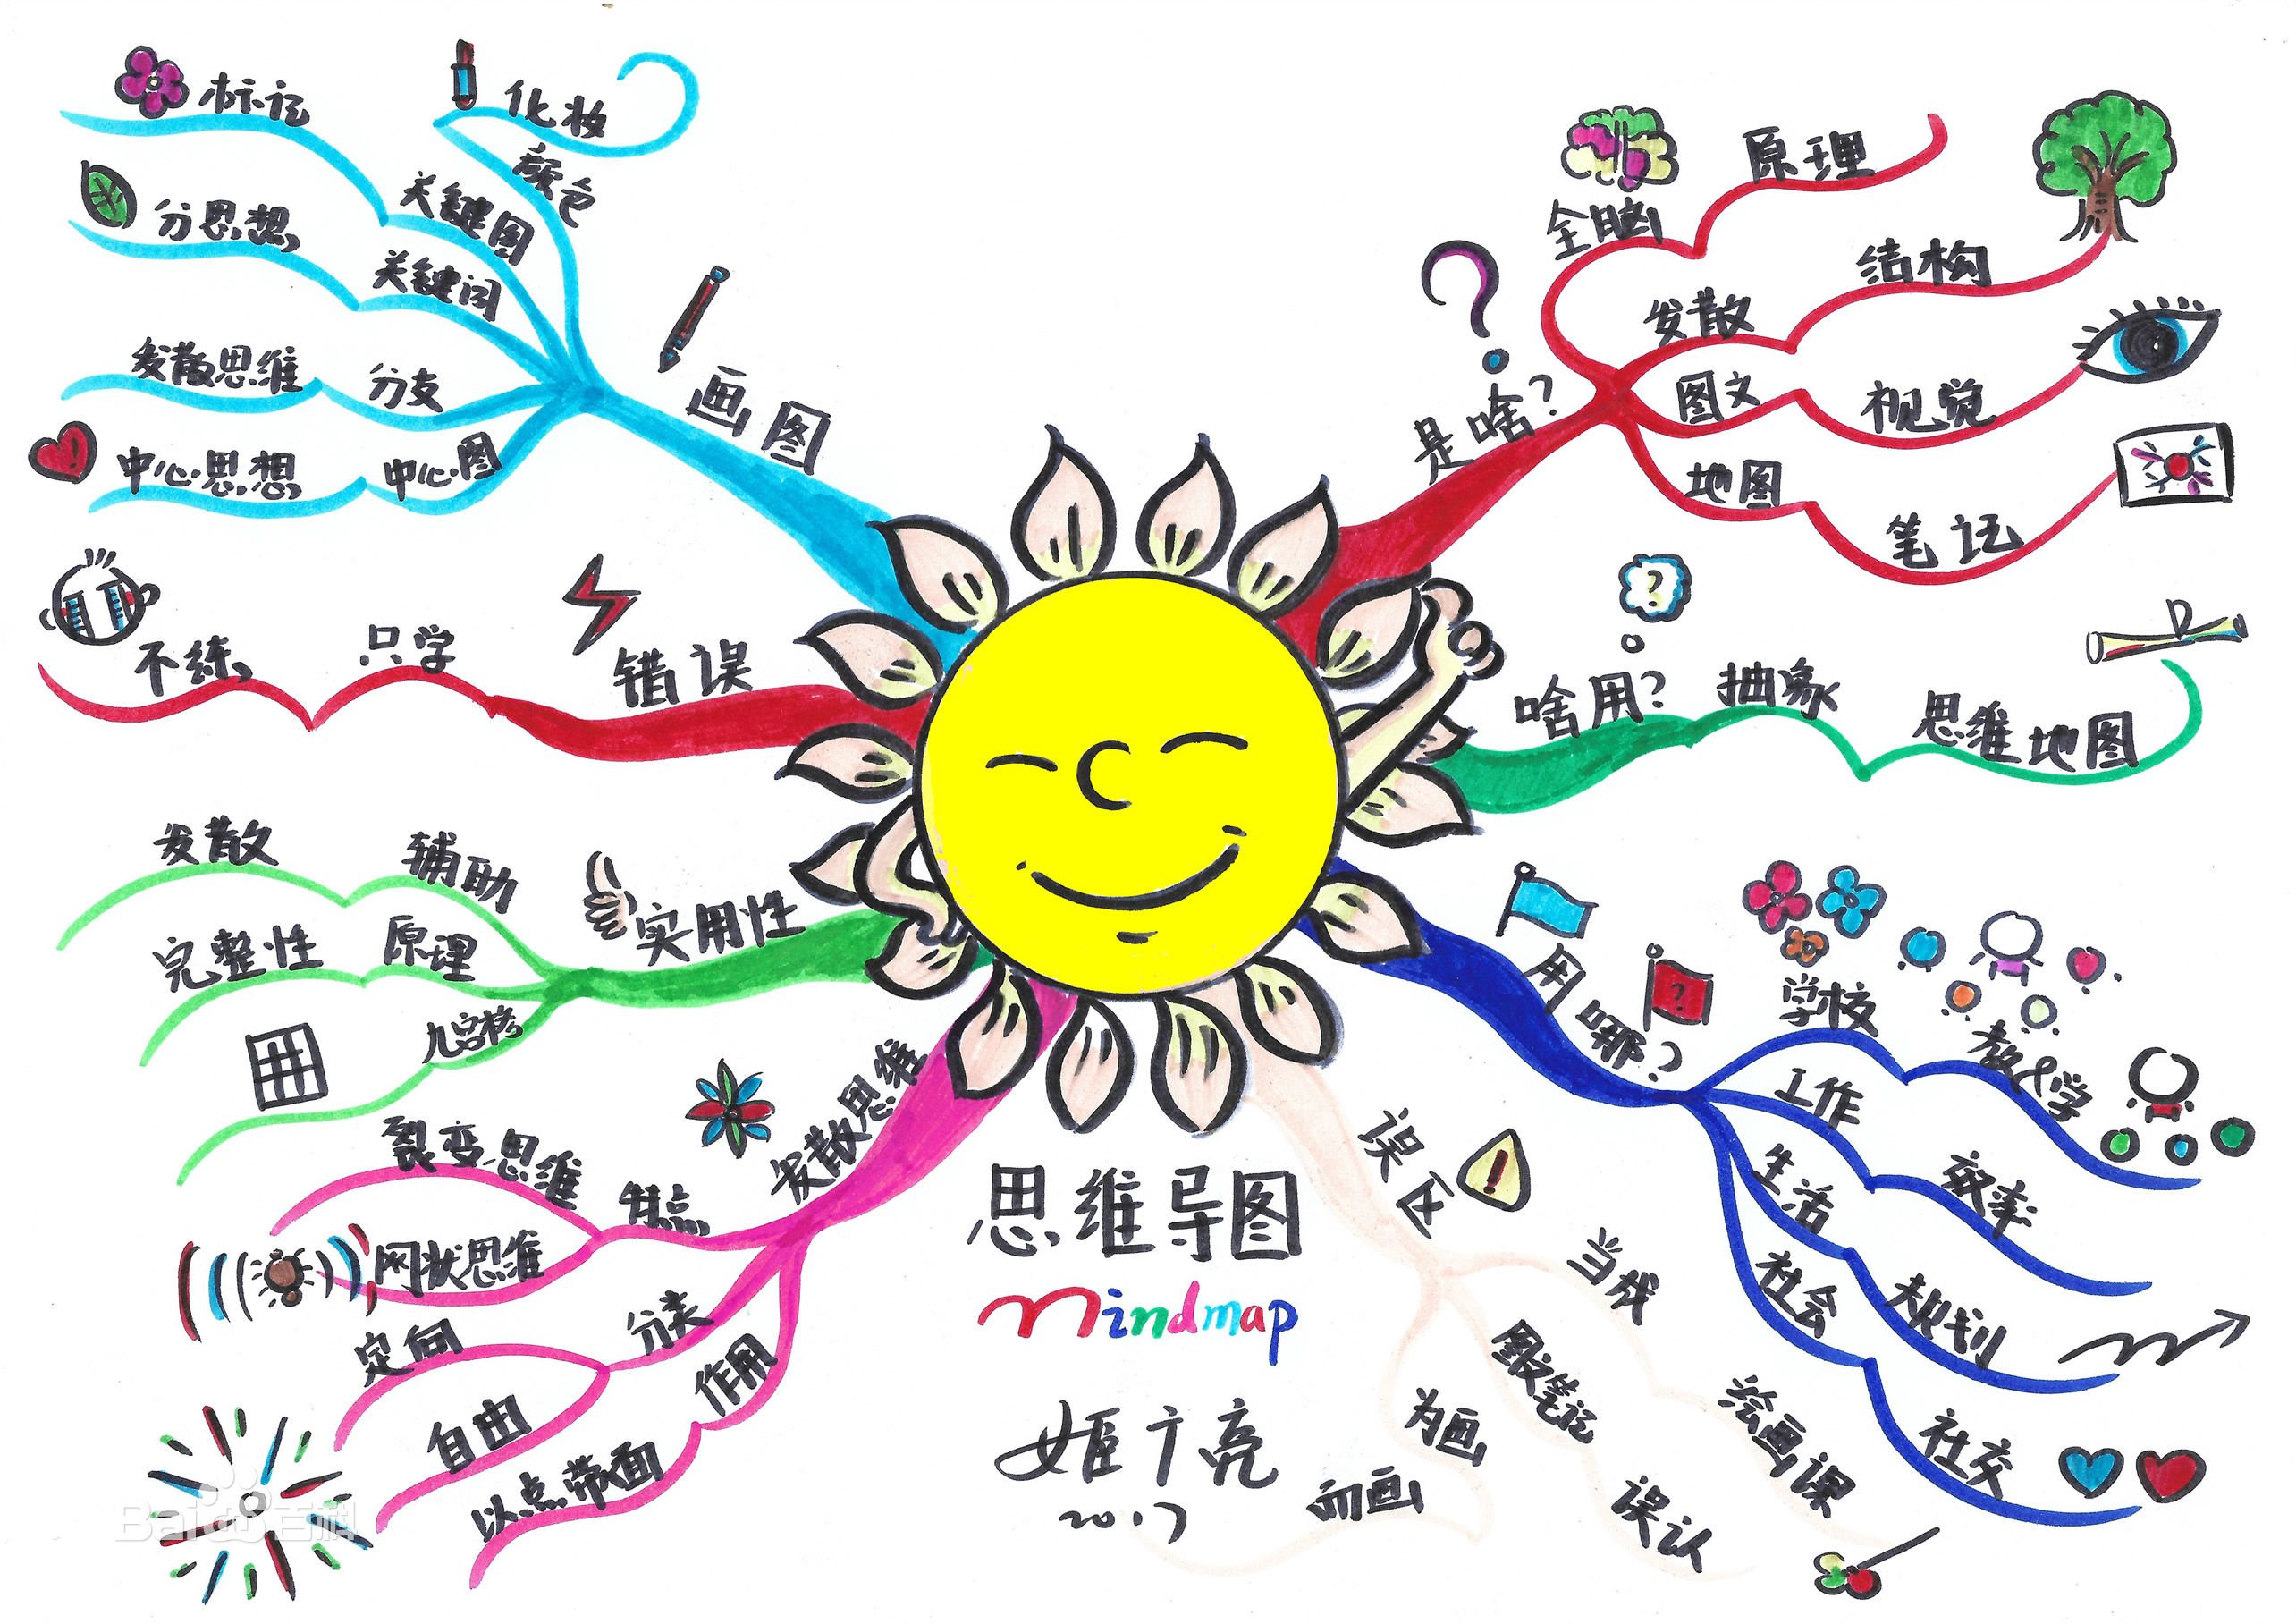 思维导图
mindmap
姬广亮
2017
是啥?
全脑
原理
发散
结构
图文
视觉
地图
笔记
啥用?
抽象
思维地图
用哪?
学校
教&学
工作
效率
生活
规划
社会
社交
误区
当成
绘画课
图文笔记
误认
为画
而画
发散思维
特点
裂变思维
网状思维
分类
定向
自由
作用
以点带面
实用性
辅助
发散
原理
完整性
九宫格
错误
只学
不练
画图
颜色
化妆
关键图
标记
关键词
分思想
分支
发散思维
中心图
中心思想
Baidu百科